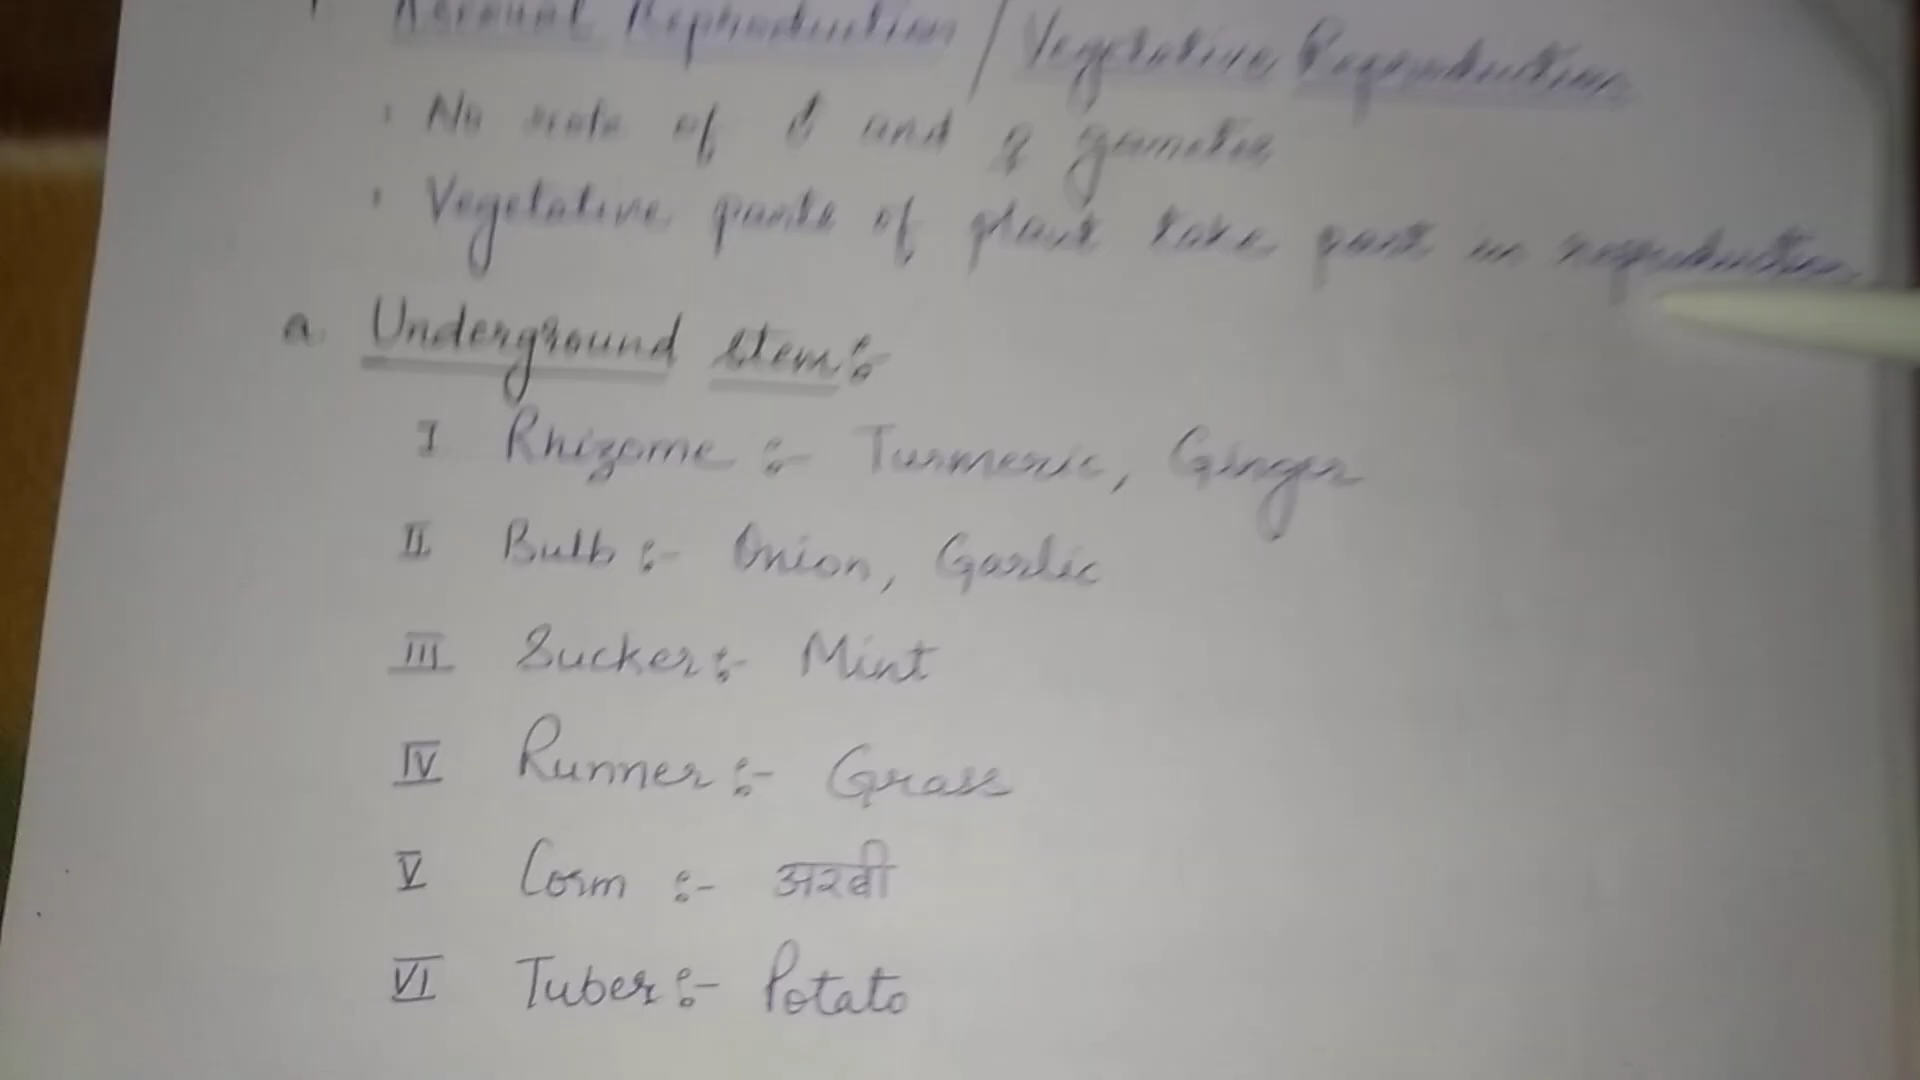 Asexual Reproduction / Vegetative Reproduction
· No role of ♂ and ♀ gametes
· Vegetative parts of plant take part in reproduction
a. Underground stem :-
I Rhizome :- Turmeric, Ginger
II Bulb :- Onion, Garlic
III Sucker :- Mint
IV Runner :- Grass
V Corm :- अरबी
VI Tuber :- Potato